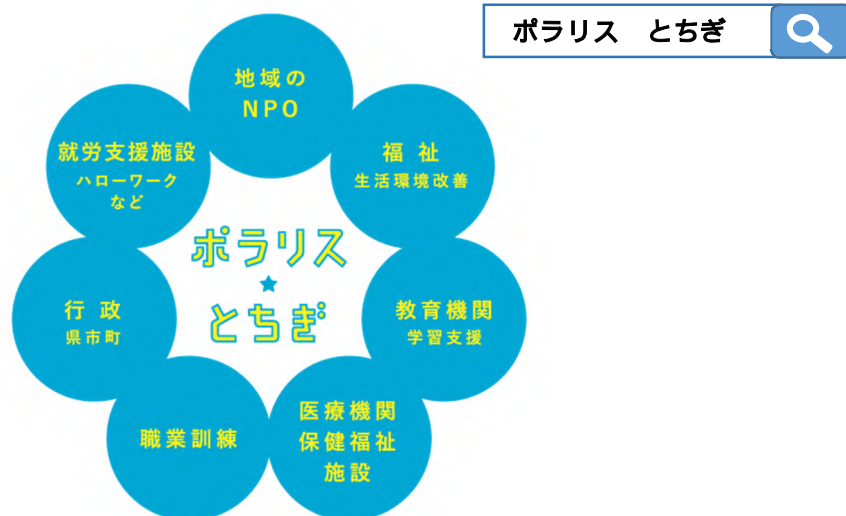 ポラリス　とちぎ
地域の
NPO
福 祉
生活環境改善
教育機関
学習支援
医療機関
保健福祉
施設
職業訓練
行 政
県市町
就労支援施設
ハローワーク
など
ポラリス
★
とちぎ